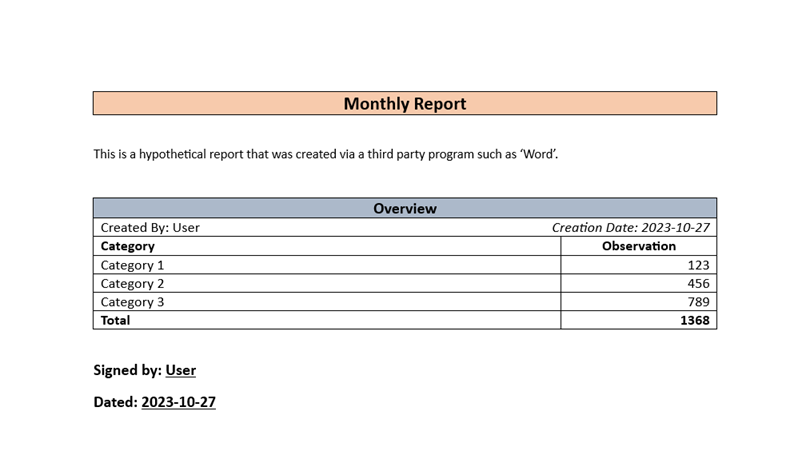 Monthly Report
This is a hypothetical report that was created via a third party program such as ‘Word’.
Overview
Created By: User Creation Date: 2023-10-27
Category Observation
Category 1 123
Category 2 456
Category 3 789
Total 1368
Signed by: User
Dated: 2023-10-27